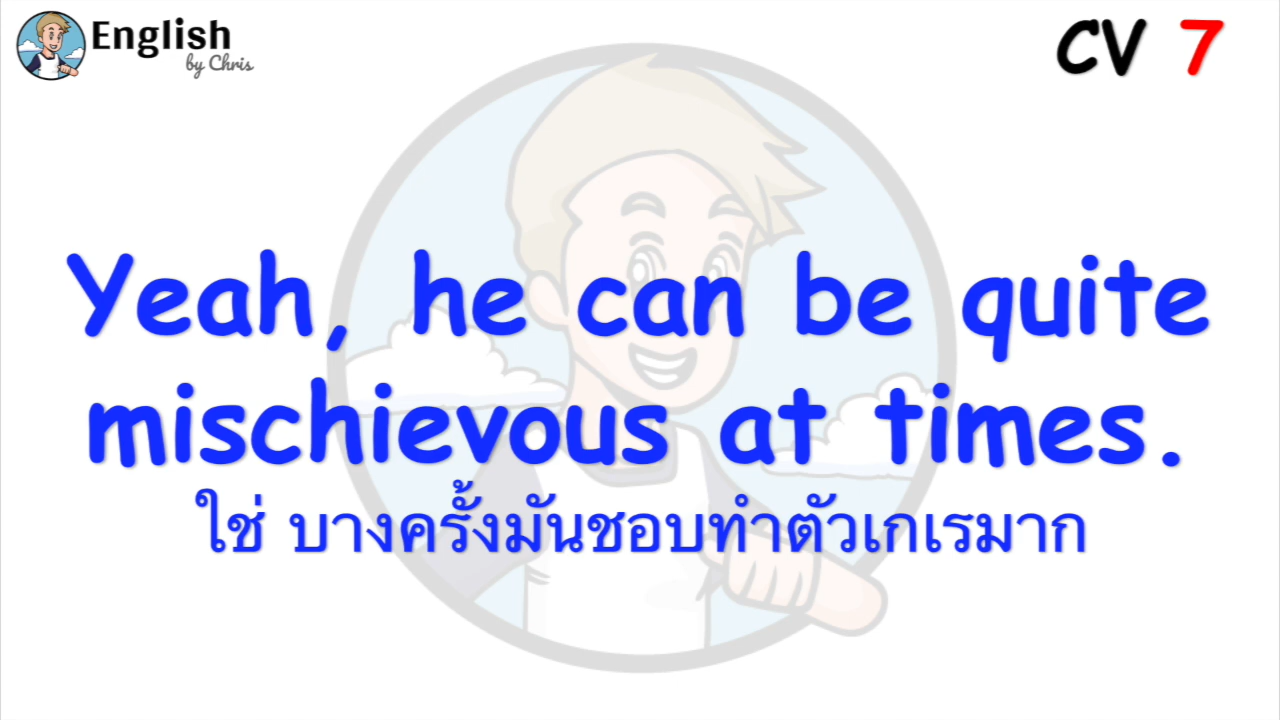 English
by Chris
CV 7
Yeah, he can be quite
mischievous at times.
ใช่ บางครั้งมันชอบทำตัวเกเรมาก